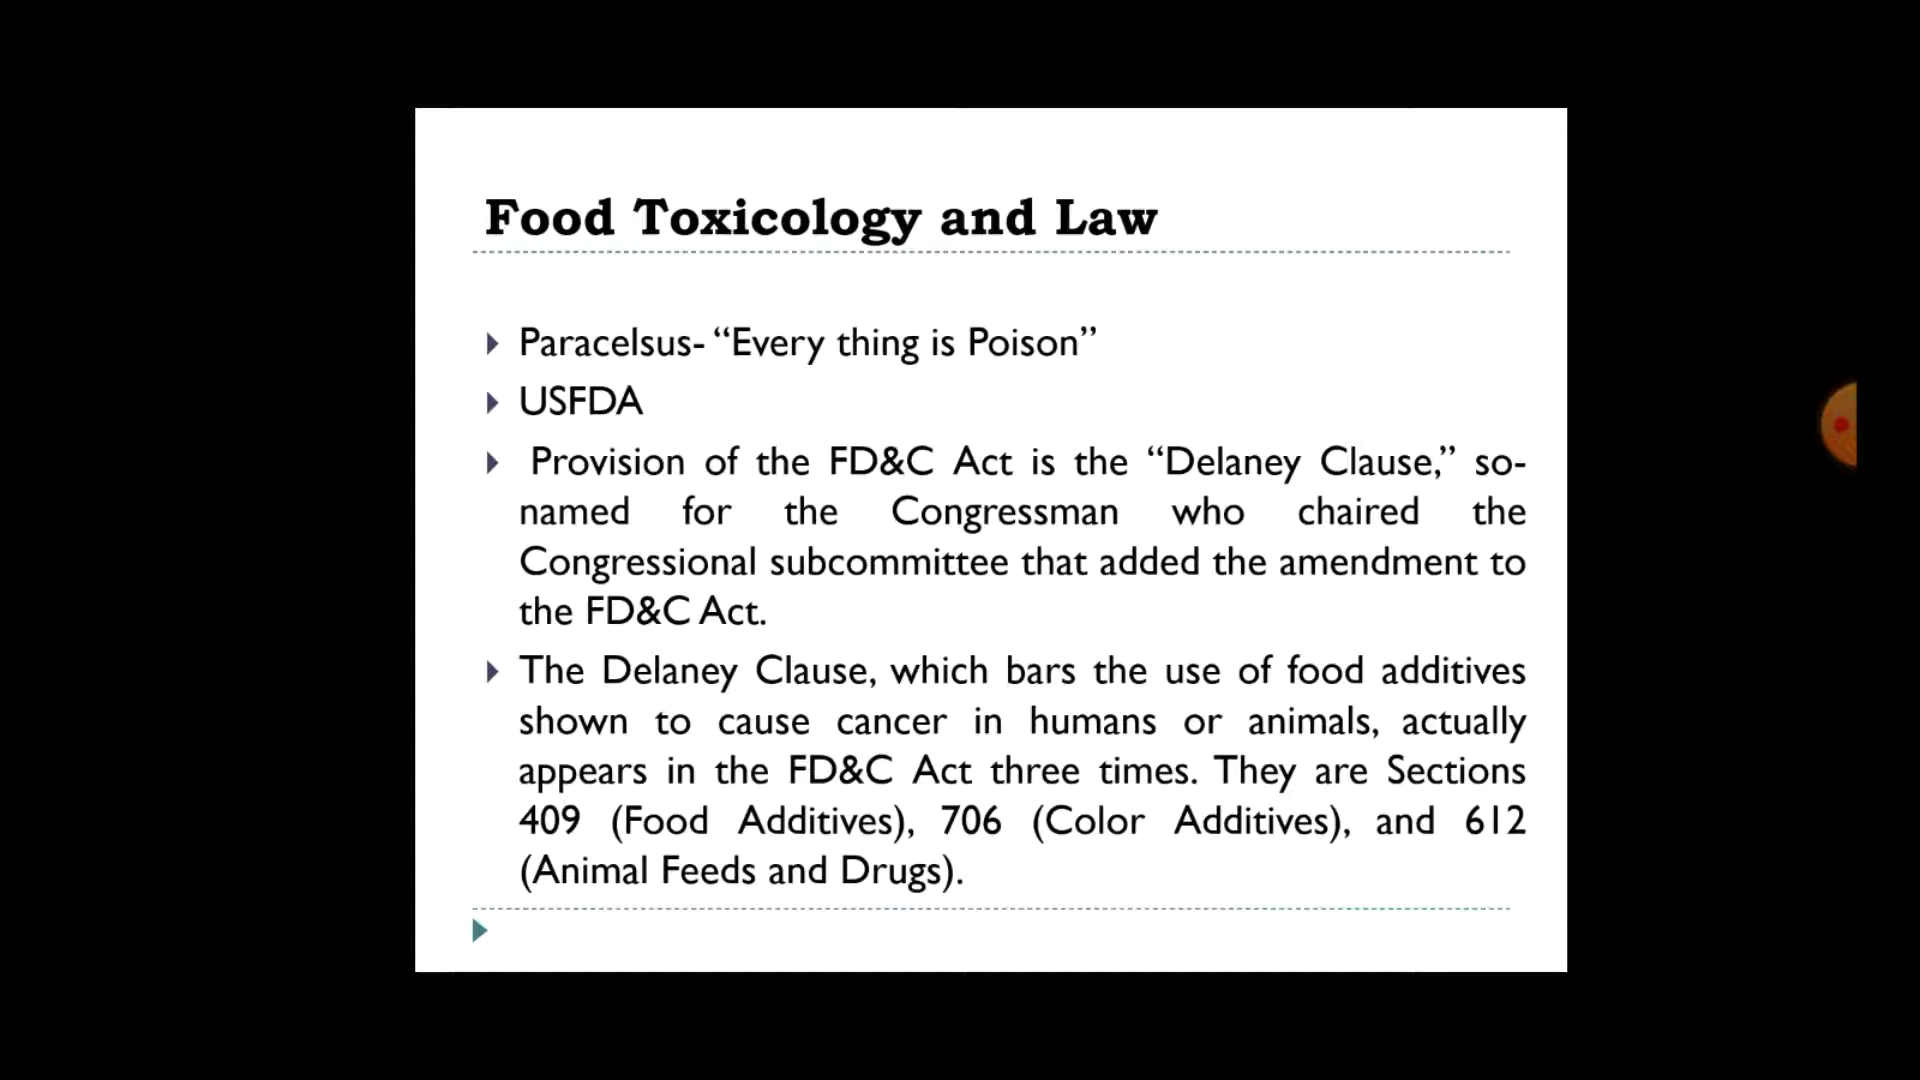 Food Toxicology and Law
Paracelsus- “Every thing is Poison”
USFDA
Provision of the FD&C Act is the “Delaney Clause,” so-
named for the Congressman who chaired the
Congressional subcommittee that added the amendment to
the FD&C Act.
The Delaney Clause, which bars the use of food additives
shown to cause cancer in humans or animals, actually
appears in the FD&C Act three times. They are Sections
409 (Food Additives), 706 (Color Additives), and 612
(Animal Feeds and Drugs).